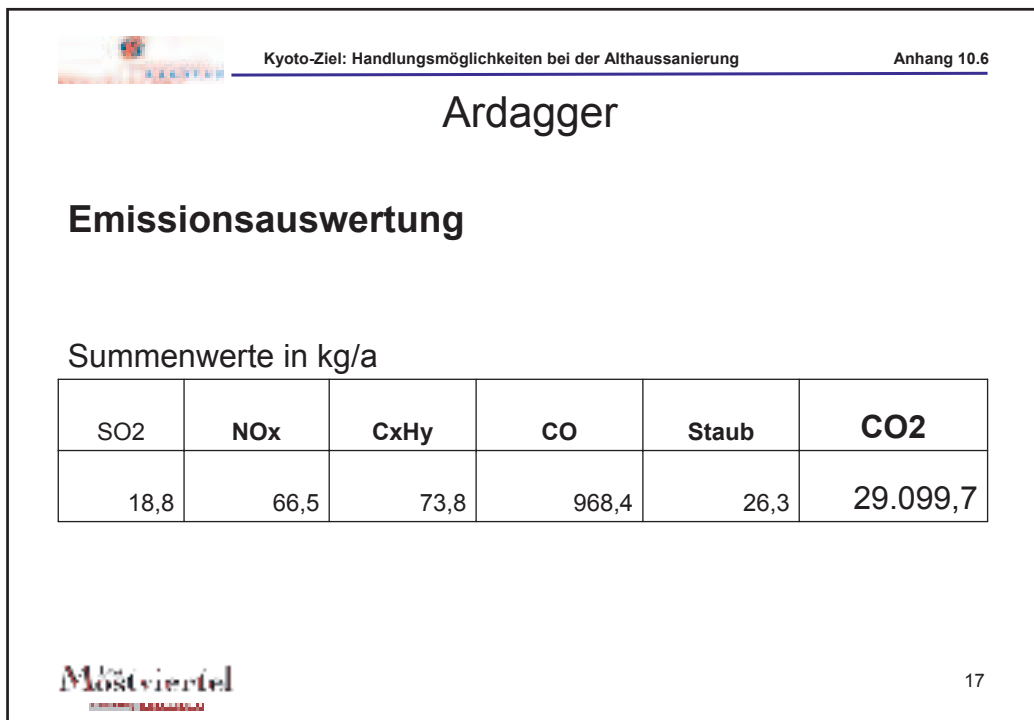 Kyoto-Ziel: Handlungsmöglichkeiten bei der Althaussanierung Anhang 10.6
Ardagger
Emissionsauswertung
Summenwerte in kg/a
SO2 NOx CxHy CO Staub CO2
18,8 66,5 73,8 968,4 26,3 29.099,7
Mostviertel
17